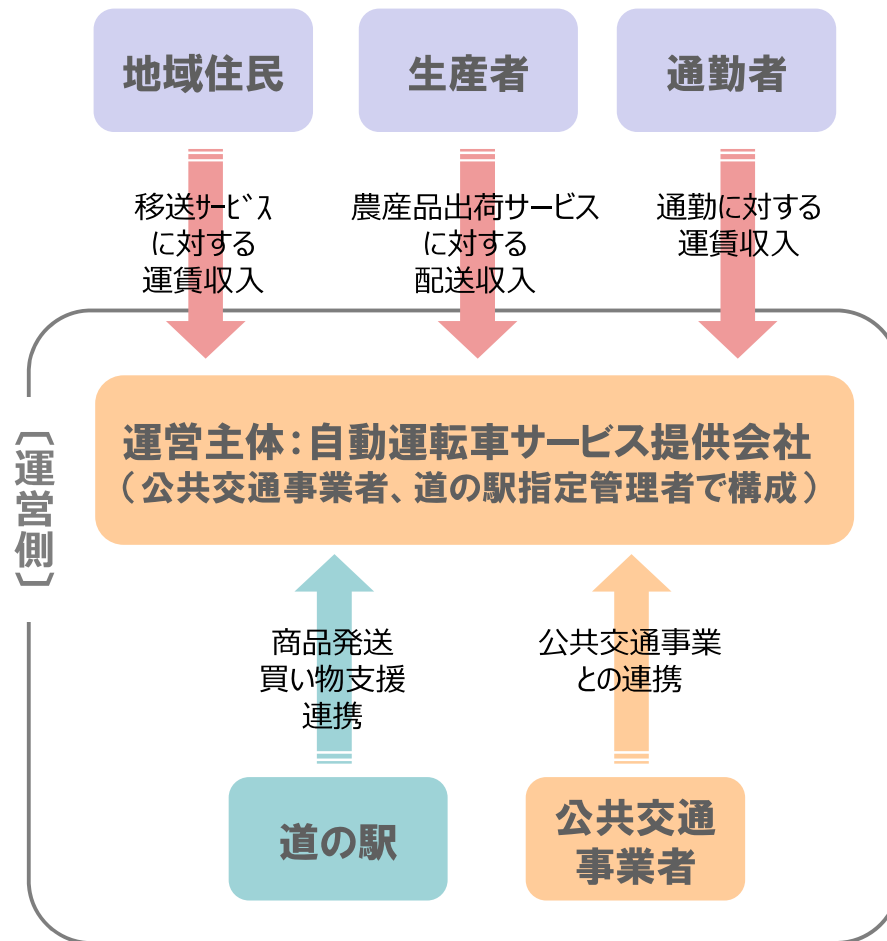 地域住民
生産者
通勤者
移送ｻｰﾋﾞｽ
に対する
運賃収入
農産品出荷サービス
に対する
配送収入
通勤に対する
運賃収入
〔運営側〕
運営主体：自動運転車サービス提供会社
（公共交通事業者、道の駅指定管理者で構成）
商品発送
買い物支援
連携
公共交通事業
との連携
道の駅
公共交通
事業者